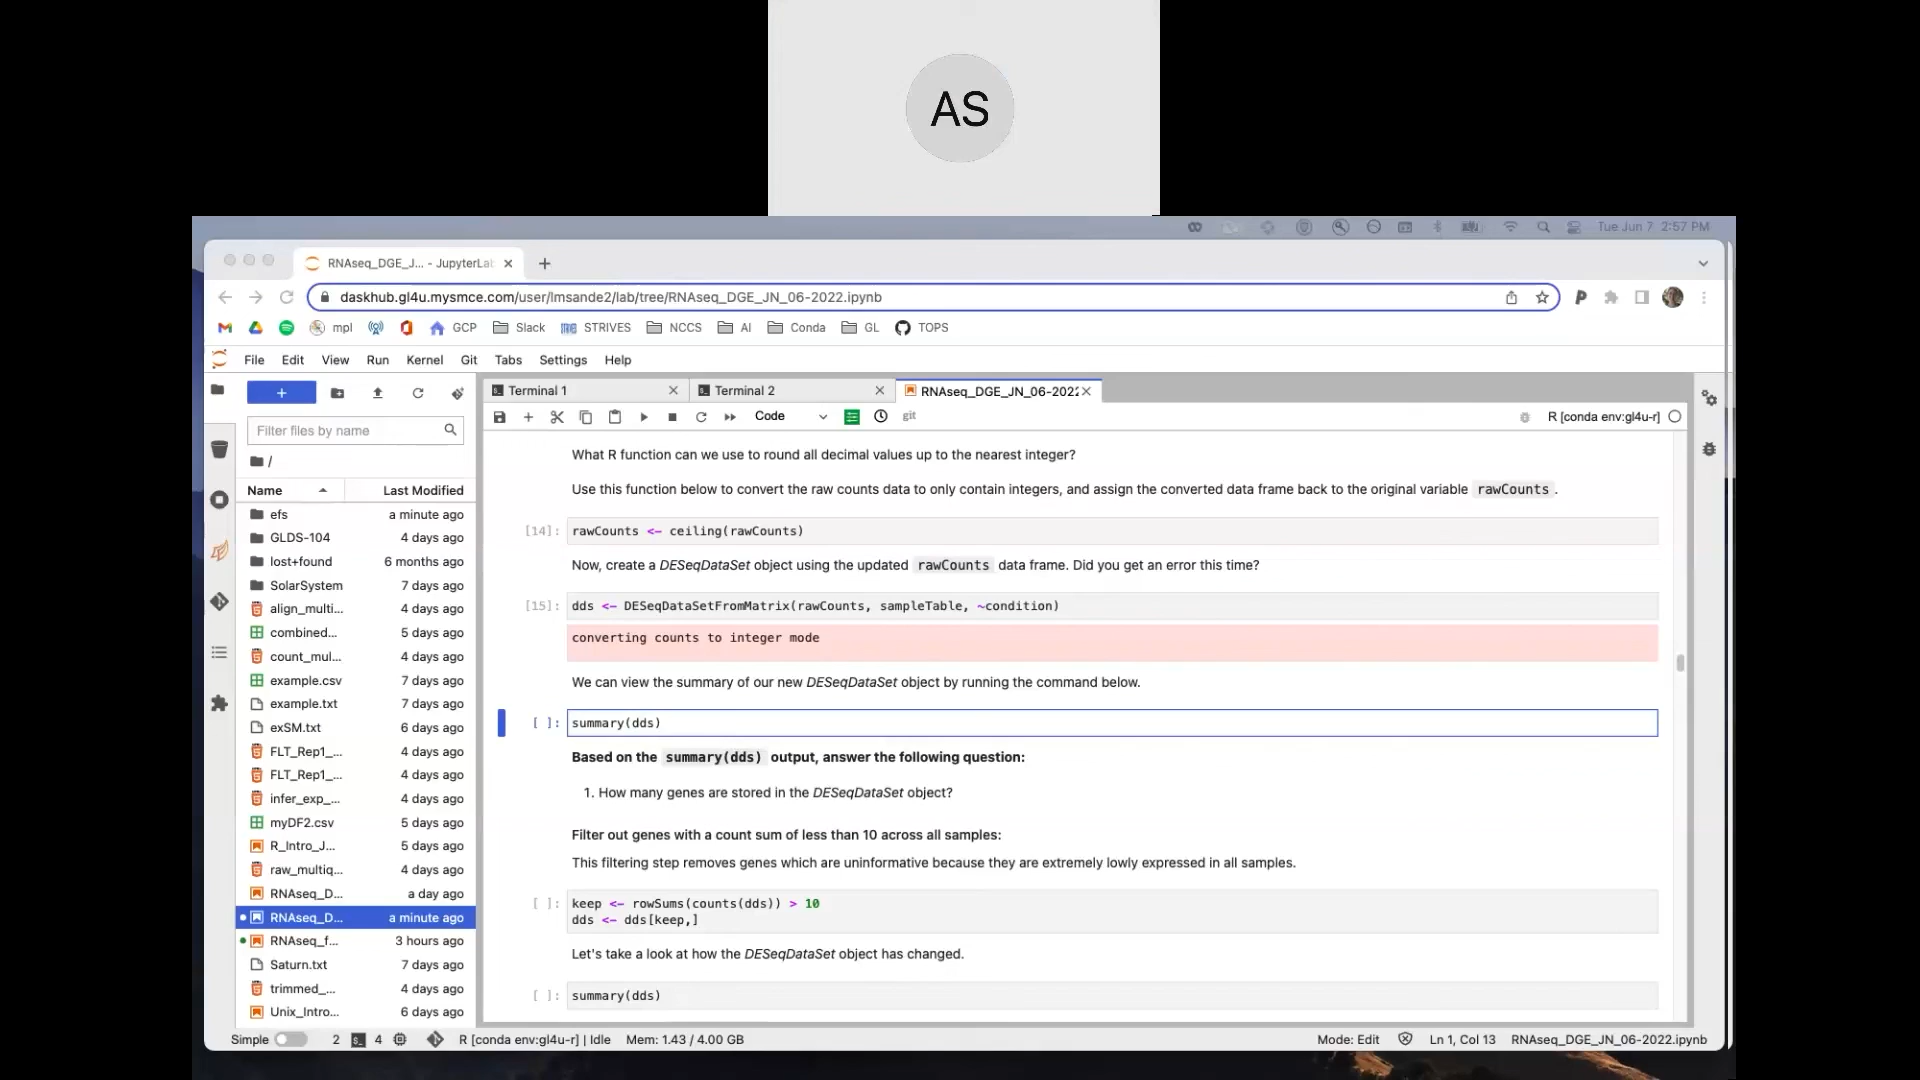 AS
Tue Jun 7 2:57 PM
RNAseq_DGE_J... - JupyterLab
daskhub.gl4u.mysmce.com/user/lmsande2/lab/tree/RNAseq_DGE_JN_06-2022.ipynb
mpl GCP Slack STRIVES NCCS AI Conda GL TOPS
File Edit View Run Kernel Git Tabs Settings Help
Terminal 1
Terminal 2
RNAseq_DGE_JN_06-2022
Code
git
R [conda env:gl4u-r]
Filter files by name
/
Name Last Modified
efs a minute ago
GLDS-104 4 days ago
lost+found 6 months ago
SolarSystem 7 days ago
align_multi... 4 days ago
combined... 5 days ago
count_mul... 4 days ago
example.csv 7 days ago
example.txt 7 days ago
exSM.txt 6 days ago
FLT_Rep1_... 4 days ago
FLT_Rep1_... 4 days ago
infer_exp_... 4 days ago
myDF2.csv 5 days ago
R_Intro_J... 5 days ago
raw_multiq... 4 days ago
RNAseq_D... a day ago
RNAseq_D... a minute ago
RNAseq_f... 3 hours ago
Saturn.txt 7 days ago
trimmed_... 4 days ago
Unix_Intro... 6 days ago
What R function can we use to round all decimal values up to the nearest integer?
Use this function below to convert the raw counts data to only contain integers, and assign the converted data frame back to the original variable rawCounts .
[14]: rawCounts <- ceiling(rawCounts)
Now, create a DESeqDataSet object using the updated rawCounts data frame. Did you get an error this time?
[15]: dds <- DESeqDataSetFromMatrix(rawCounts, sampleTable, ~condition)
converting counts to integer mode
We can view the summary of our new DESeqDataSet object by running the command below.
[ ]: summary(dds)
Based on the summary(dds) output, answer the following question:
1. How many genes are stored in the DESeqDataSet object?
Filter out genes with a count sum of less than 10 across all samples:
This filtering step removes genes which are uninformative because they are extremely lowly expressed in all samples.
[ ]: keep <- rowSums(counts(dds)) > 10
dds <- dds[keep,]
Let's take a look at how the DESeqDataSet object has changed.
[ ]: summary(dds)
Simple 2 4 R [conda env:gl4u-r] | Idle Mem: 1.43 / 4.00 GB Mode: Edit Ln 1, Col 13 RNAseq_DGE_JN_06-2022.ipynb